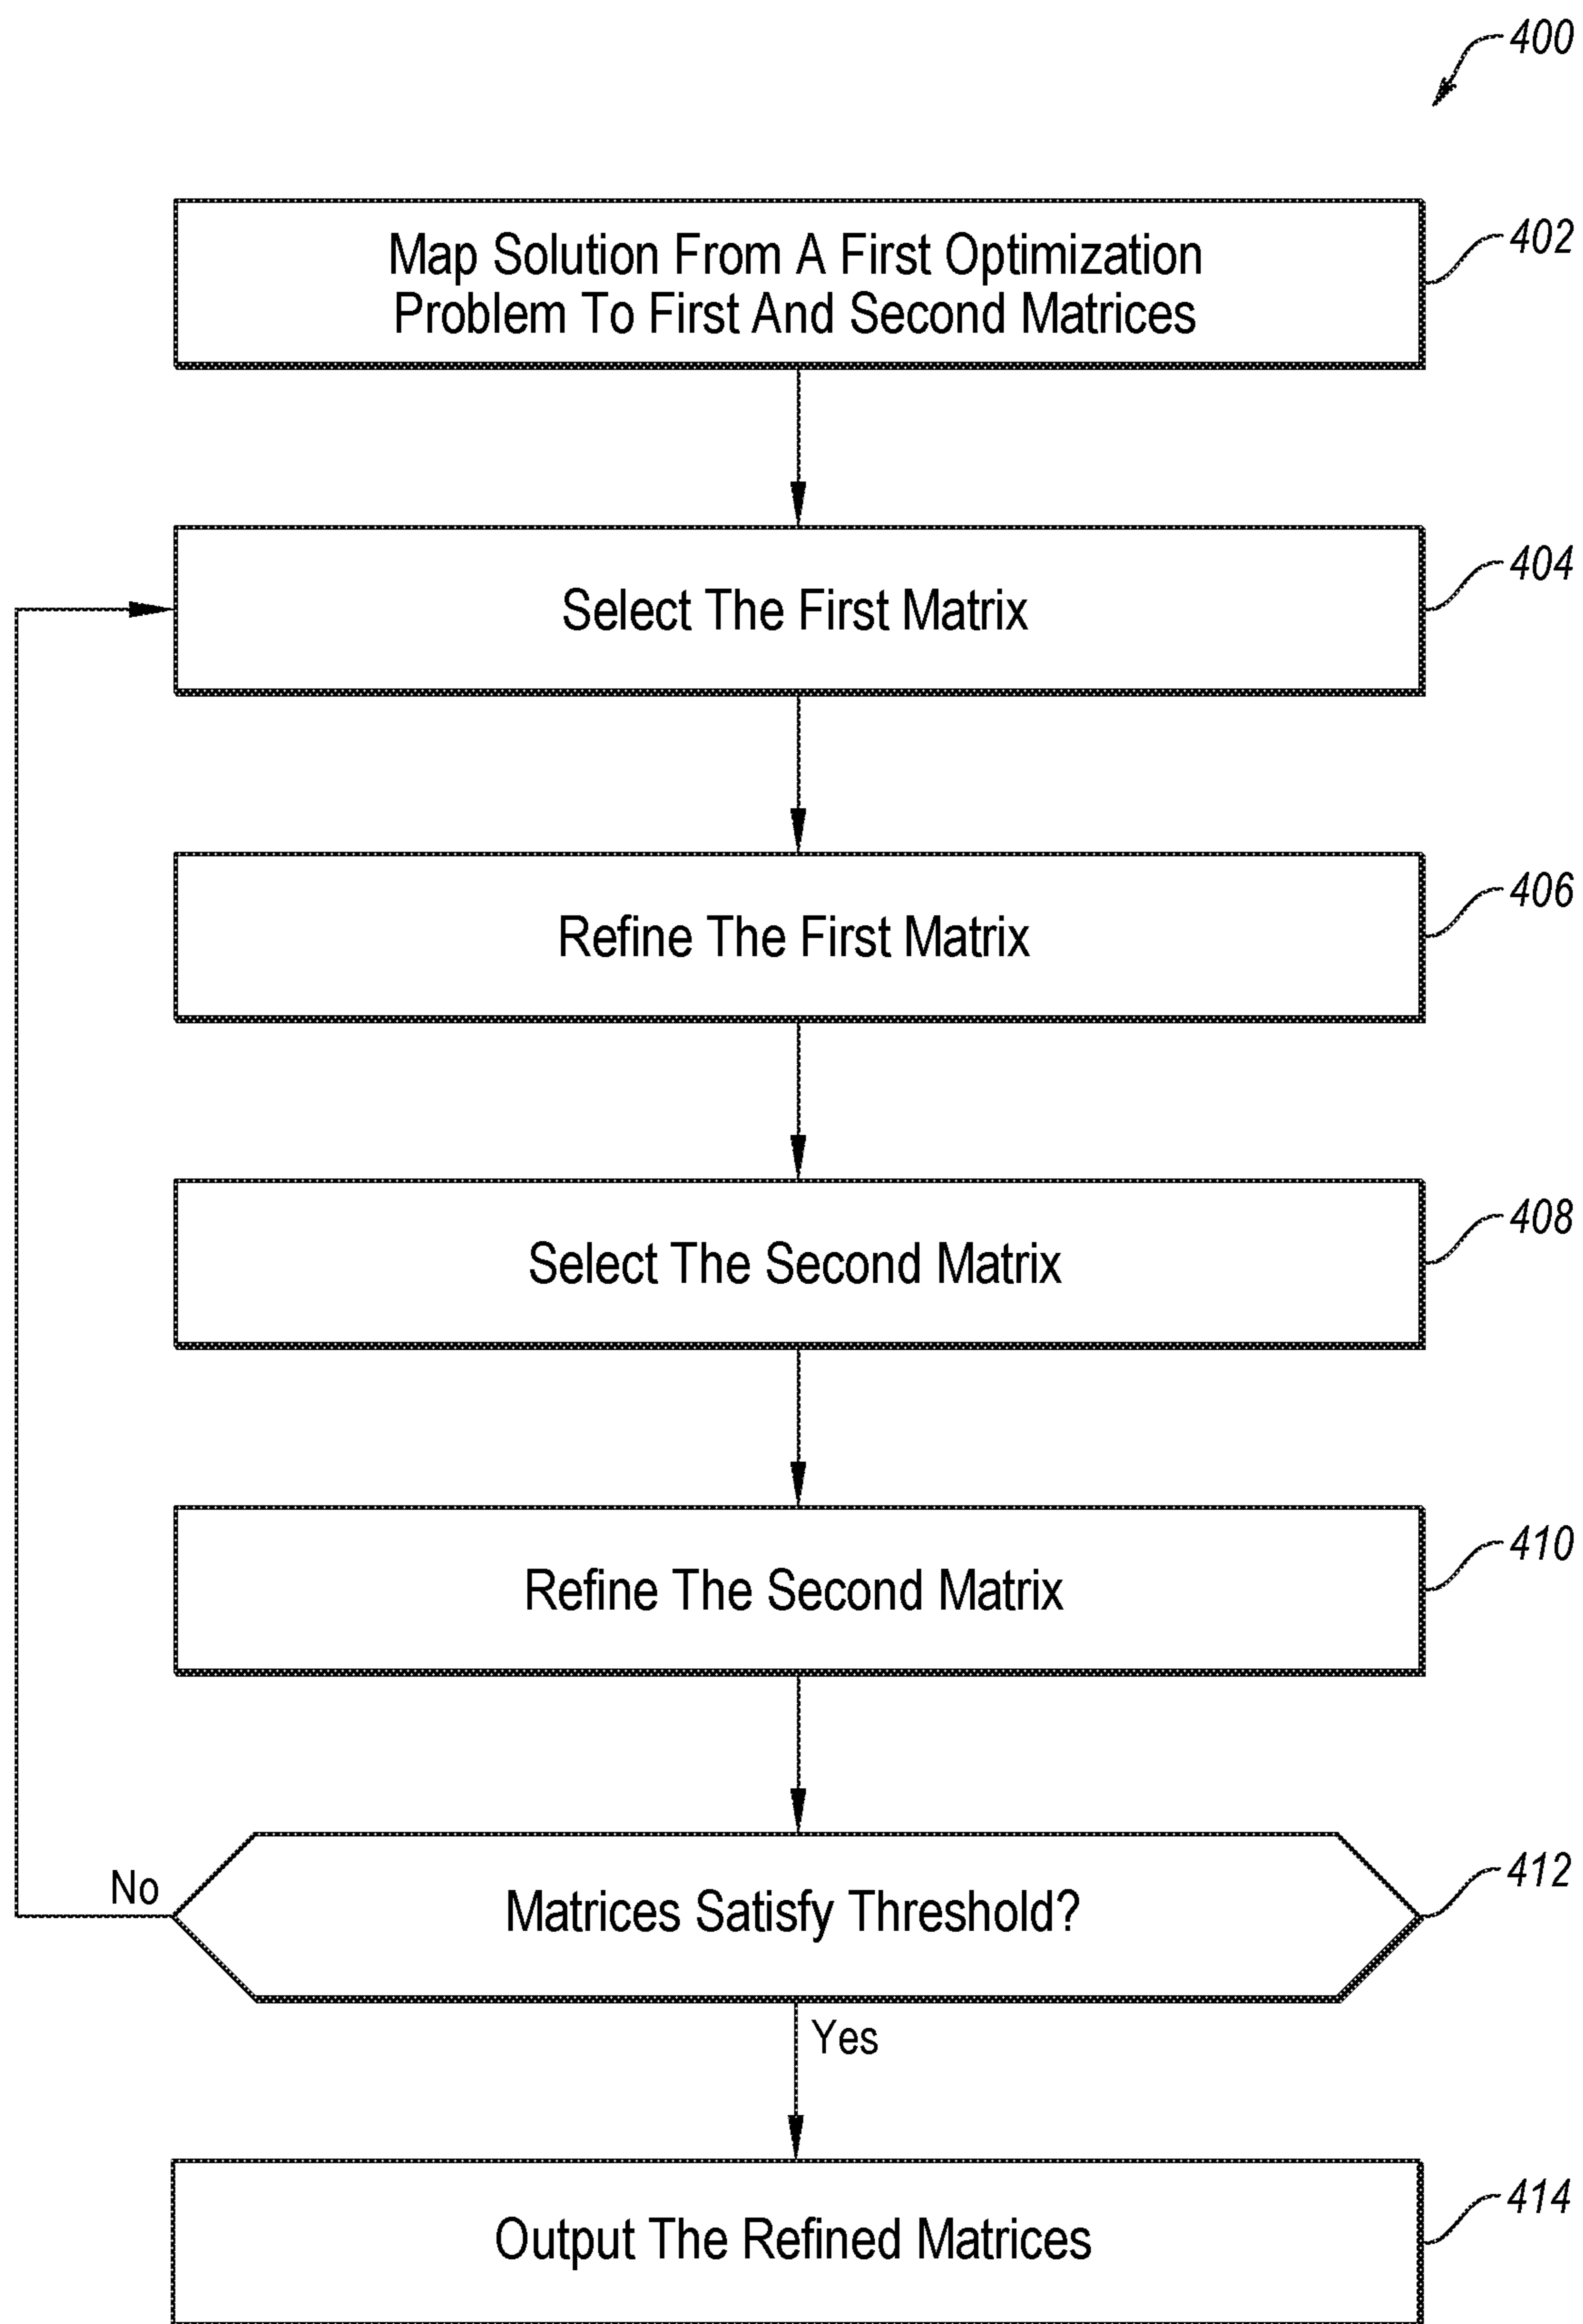 400
Map Solution From A First Optimization
Problem To First And Second Matrices
402
Select The First Matrix
404
Refine The First Matrix
406
Select The Second Matrix
408
Refine The Second Matrix
410
No
Matrices Satisfy Threshold?
412
Yes
Output The Refined Matrices
414